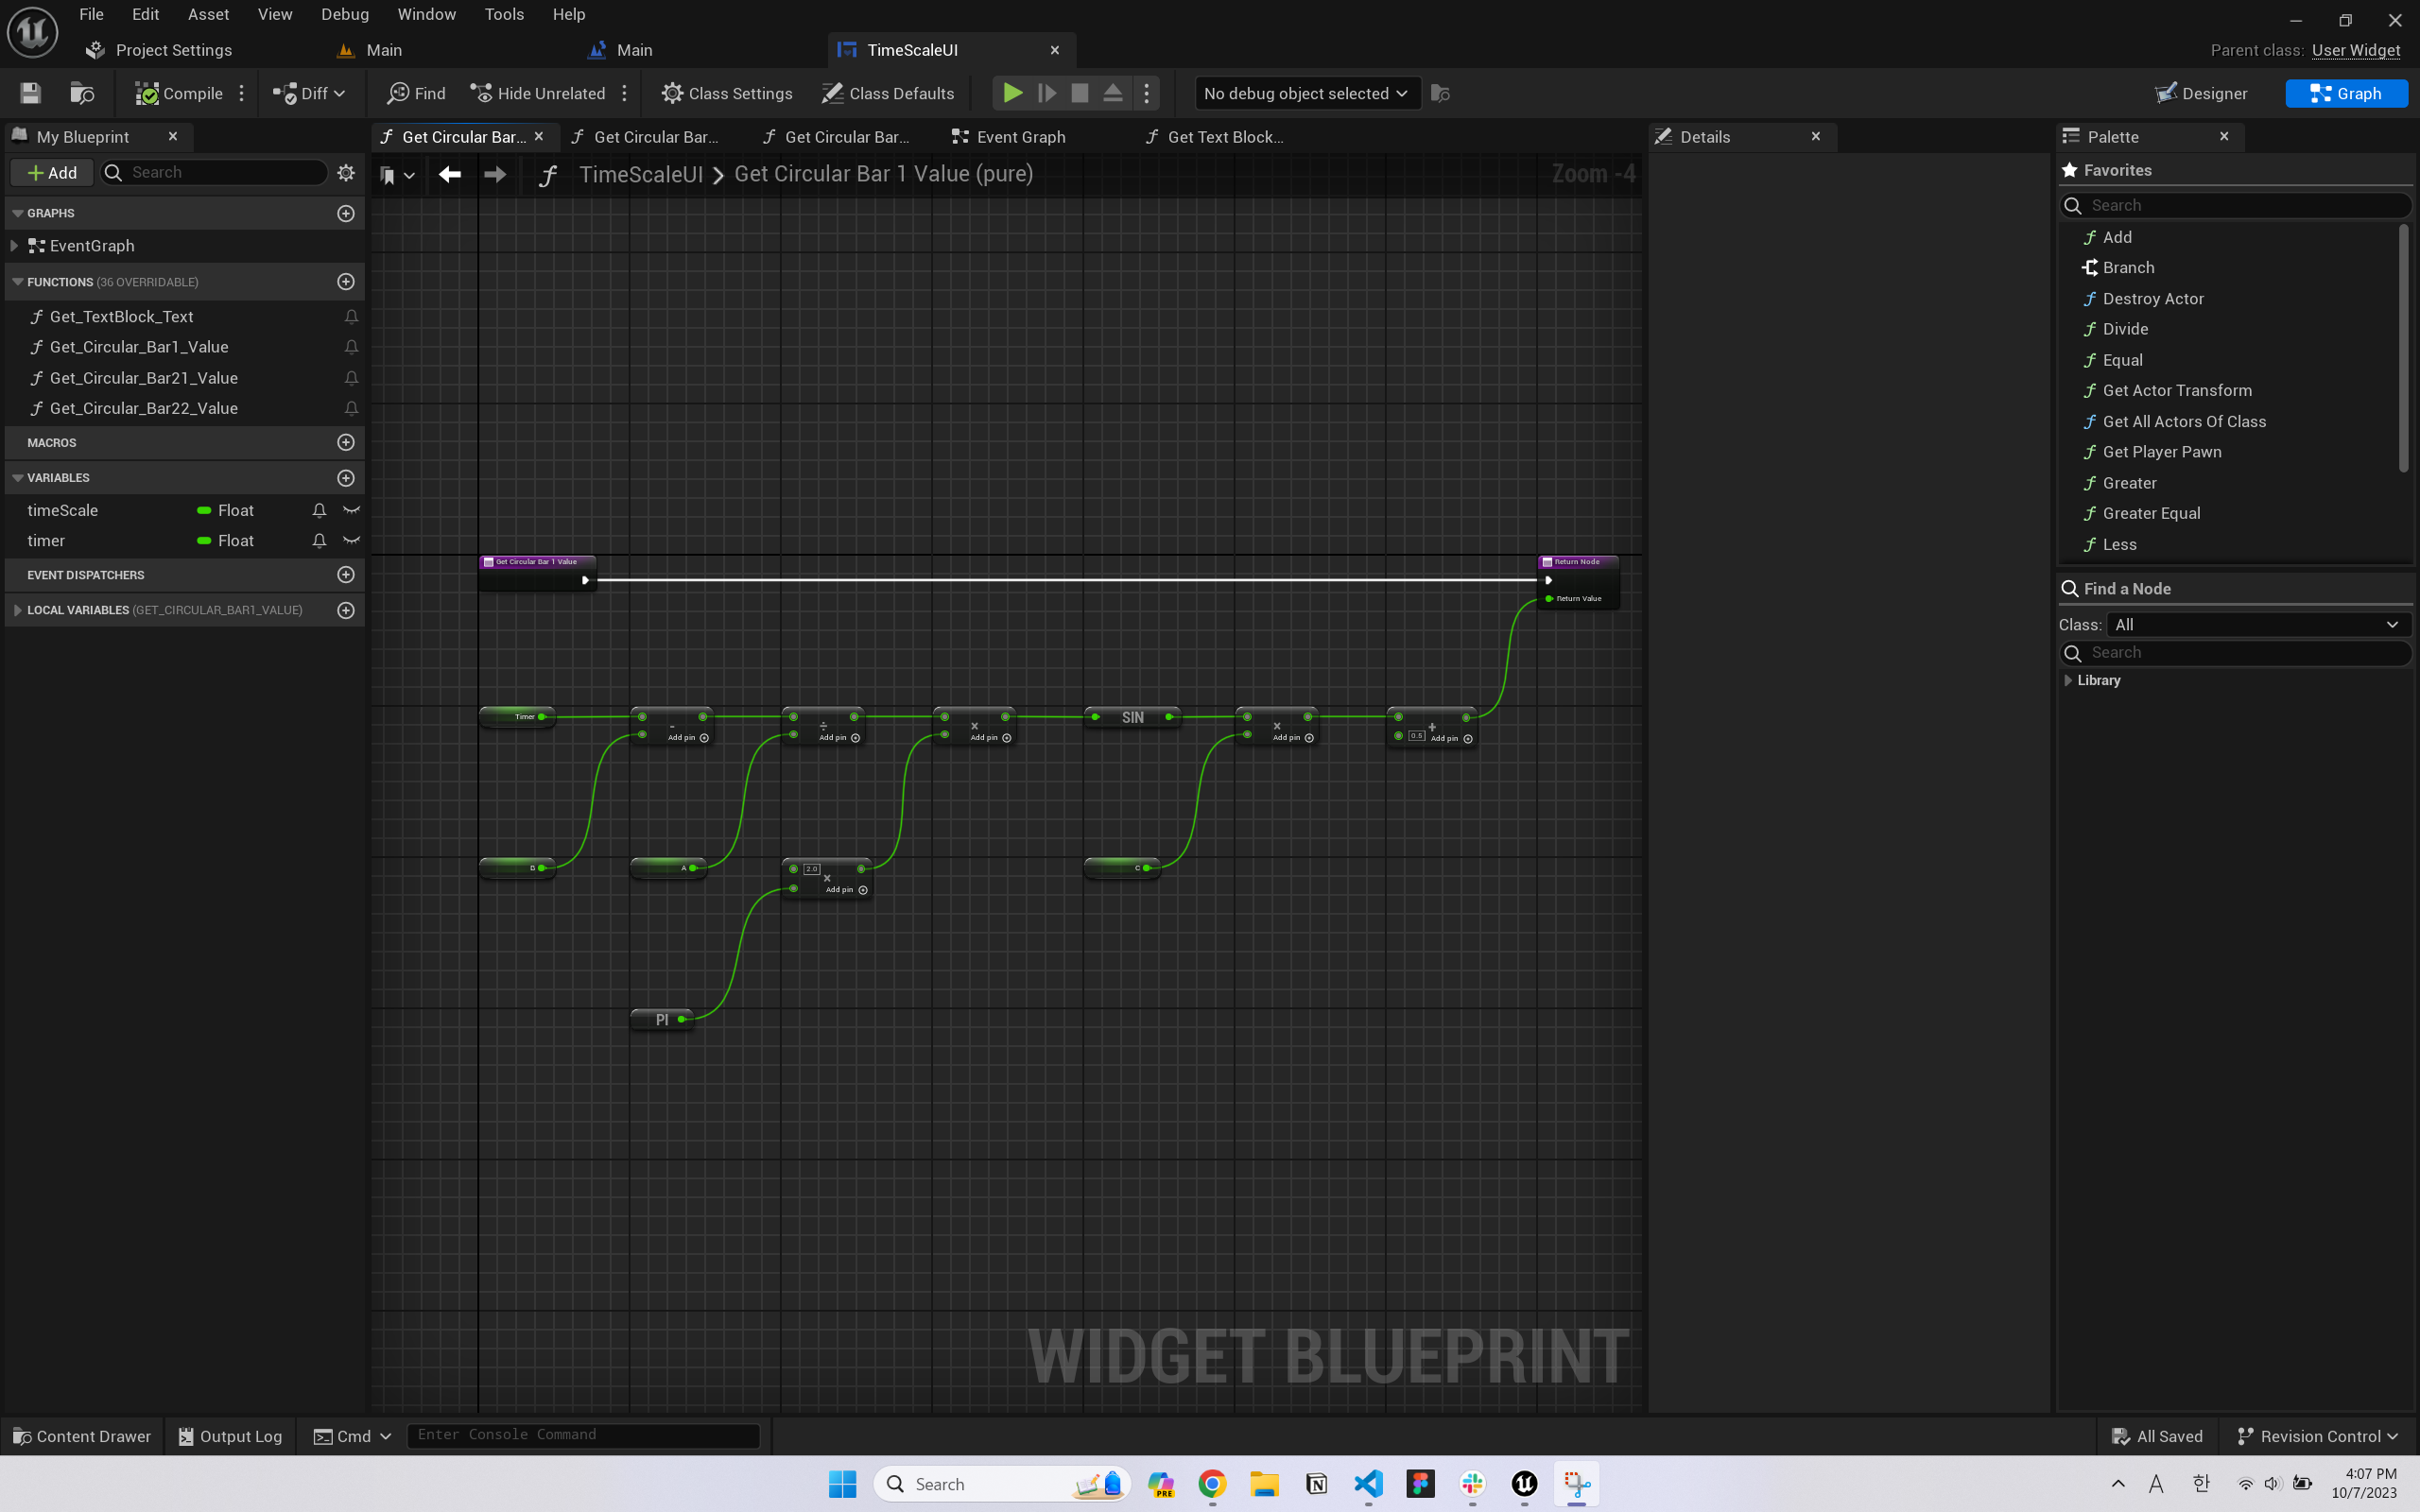 File Edit Asset View Debug Window Tools Help
Project Settings Main Main TimeScaleUI
Parent class: User Widget
Compile Diff Find Hide Unrelated Class Settings Class Defaults No debug object selected Designer Graph
My Blueprint
Get Circular Bar... Get Circular Bar... Get Circular Bar... Event Graph Get Text Block...
Details
Palette
Add Search
TimeScaleUI > Get Circular Bar 1 Value (pure)
Zoom -4
Favorites
Search
GRAPHS
EventGraph
FUNCTIONS (36 OVERRIDABLE)
Get_TextBlock_Text
Get_Circular_Bar1_Value
Get_Circular_Bar21_Value
Get_Circular_Bar22_Value
MACROS
VARIABLES
timeScale Float
timer Float
EVENT DISPATCHERS
LOCAL VARIABLES (GET_CIRCULAR_BAR1_VALUE)
Get Circular Bar 1 Value
Return Node
Return Value
Timer
-
Add pin
÷
Add pin
×
Add pin
SIN
×
Add pin
0.5
+
Add pin
B
A
2.0
×
Add pin
C
PI
WIDGET BLUEPRINT
Add
Branch
Destroy Actor
Divide
Equal
Get Actor Transform
Get All Actors Of Class
Get Player Pawn
Greater
Greater Equal
Less
Find a Node
Class: All
Search
Library
Content Drawer Output Log Cmd Enter Console Command All Saved Revision Control
Search
PRE
A 한
4:07 PM
10/7/2023